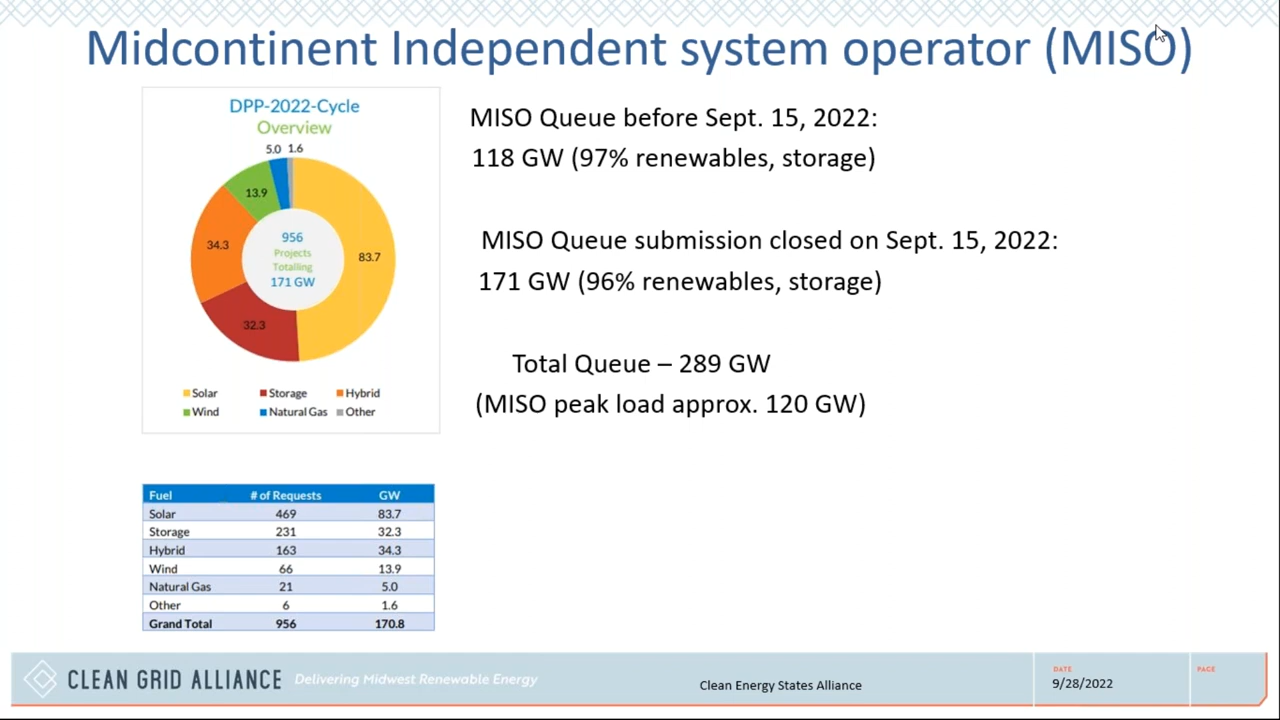 Midcontinent Independent system operator (MISO)
DPP-2022-Cycle
Overview
5.0 1.6
13.9
34.3
83.7
32.3
956
Projects
Totalling
171 GW
Solar Storage Hybrid
Wind Natural Gas Other
MISO Queue before Sept. 15, 2022:
118 GW (97% renewables, storage)
MISO Queue submission closed on Sept. 15, 2022:
171 GW (96% renewables, storage)
Total Queue – 289 GW
(MISO peak load approx. 120 GW)
Fuel # of Requests GW
Solar 469 83.7
Storage 231 32.3
Hybrid 163 34.3
Wind 66 13.9
Natural Gas 21 5.0
Other 6 1.6
Grand Total 956 170.8
CLEAN GRID ALLIANCE Delivering Midwest Renewable Energy
Clean Energy States Alliance
DATE
9/28/2022
PAGE